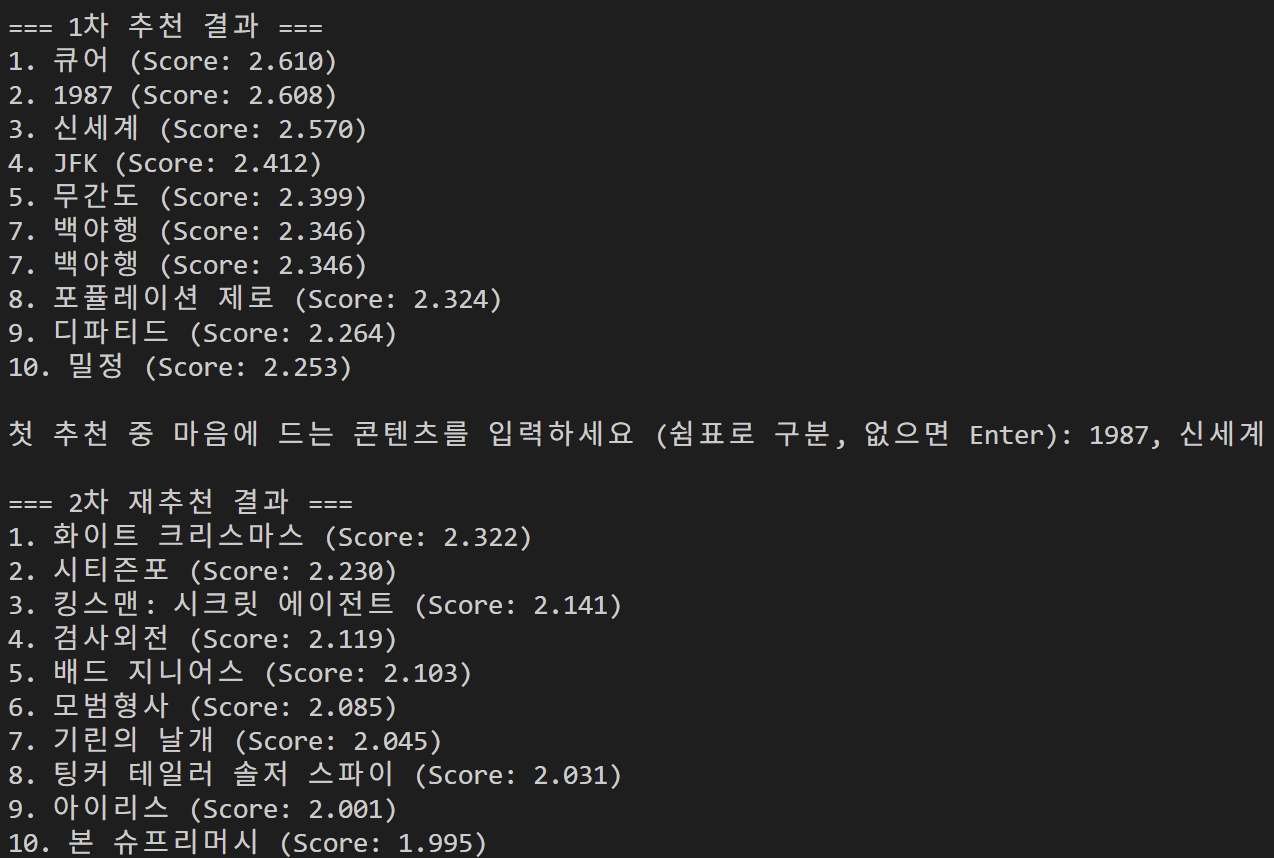 === 1차 추천 결과 ===
1. 큐어 (Score: 2.610)
2. 1987 (Score: 2.608)
3. 신세계 (Score: 2.570)
4. JFK (Score: 2.412)
5. 무간도 (Score: 2.399)
7. 백야행 (Score: 2.346)
7. 백야행 (Score: 2.346)
8. 포퓰레이션 제로 (Score: 2.324)
9. 디파티드 (Score: 2.264)
10. 밀정 (Score: 2.253)
첫 추천 중 마음에 드는 콘텐츠를 입력하세요 (쉼표로 구분, 없으면 Enter): 1987, 신세계
=== 2차 재추천 결과 ===
1. 화이트 크리스마스 (Score: 2.322)
2. 시티즌포 (Score: 2.230)
3. 킹스맨: 시크릿 에이전트 (Score: 2.141)
4. 검사외전 (Score: 2.119)
5. 배드 지니어스 (Score: 2.103)
6. 모범형사 (Score: 2.085)
7. 기린의 날개 (Score: 2.045)
8. 팅커 테일러 솔저 스파이 (Score: 2.031)
9. 아이리스 (Score: 2.001)
10. 본 슈프리머시 (Score: 1.995)